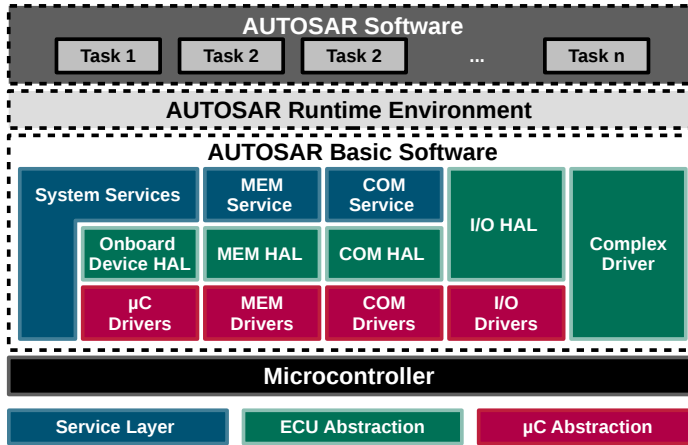 AUTOSAR Software
Task 1
Task 2
Task 2
...
Task n
AUTOSAR Runtime Environment
AUTOSAR Basic Software
System Services
MEM
Service
COM
Service
I/O HAL
Complex
Driver
Onboard
Device HAL
MEM HAL
COM HAL
µC
Drivers
MEM
Drivers
COM
Drivers
I/O
Drivers
Microcontroller
Service Layer
ECU Abstraction
µC Abstraction